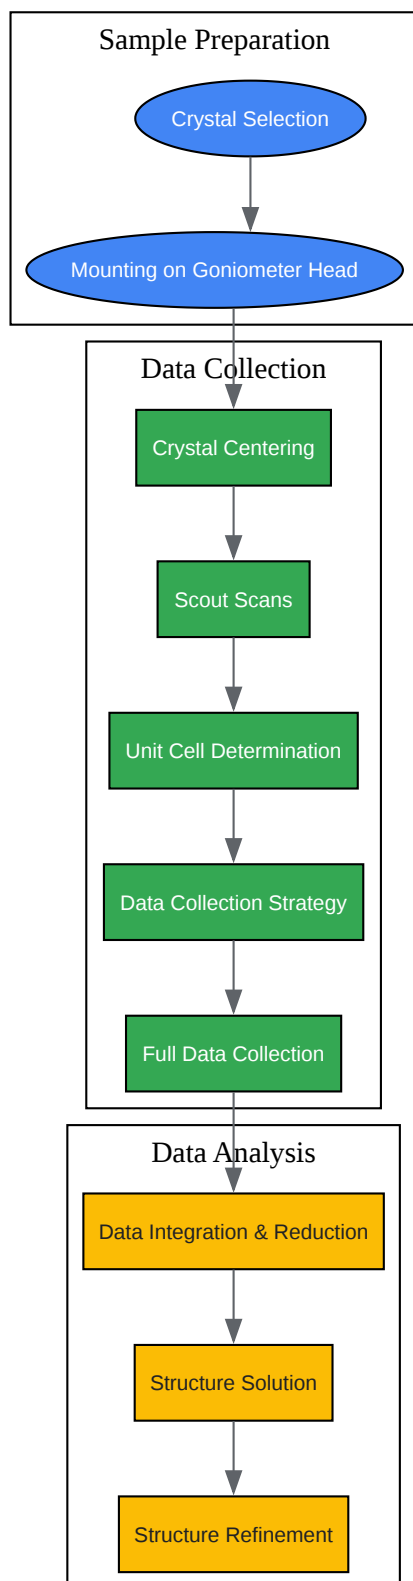 Sample Preparation
Crystal Selection
Mounting on Goniometer Head
Data Collection
Crystal Centering
Scout Scans
Unit Cell Determination
Data Collection Strategy
Full Data Collection
Data Analysis
Data Integration & Reduction
Structure Solution
Structure Refinement